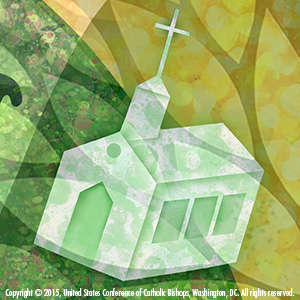 Copyright © 2015, United States Conference of Catholic Bishops, Washington, DC. All rights reserved.